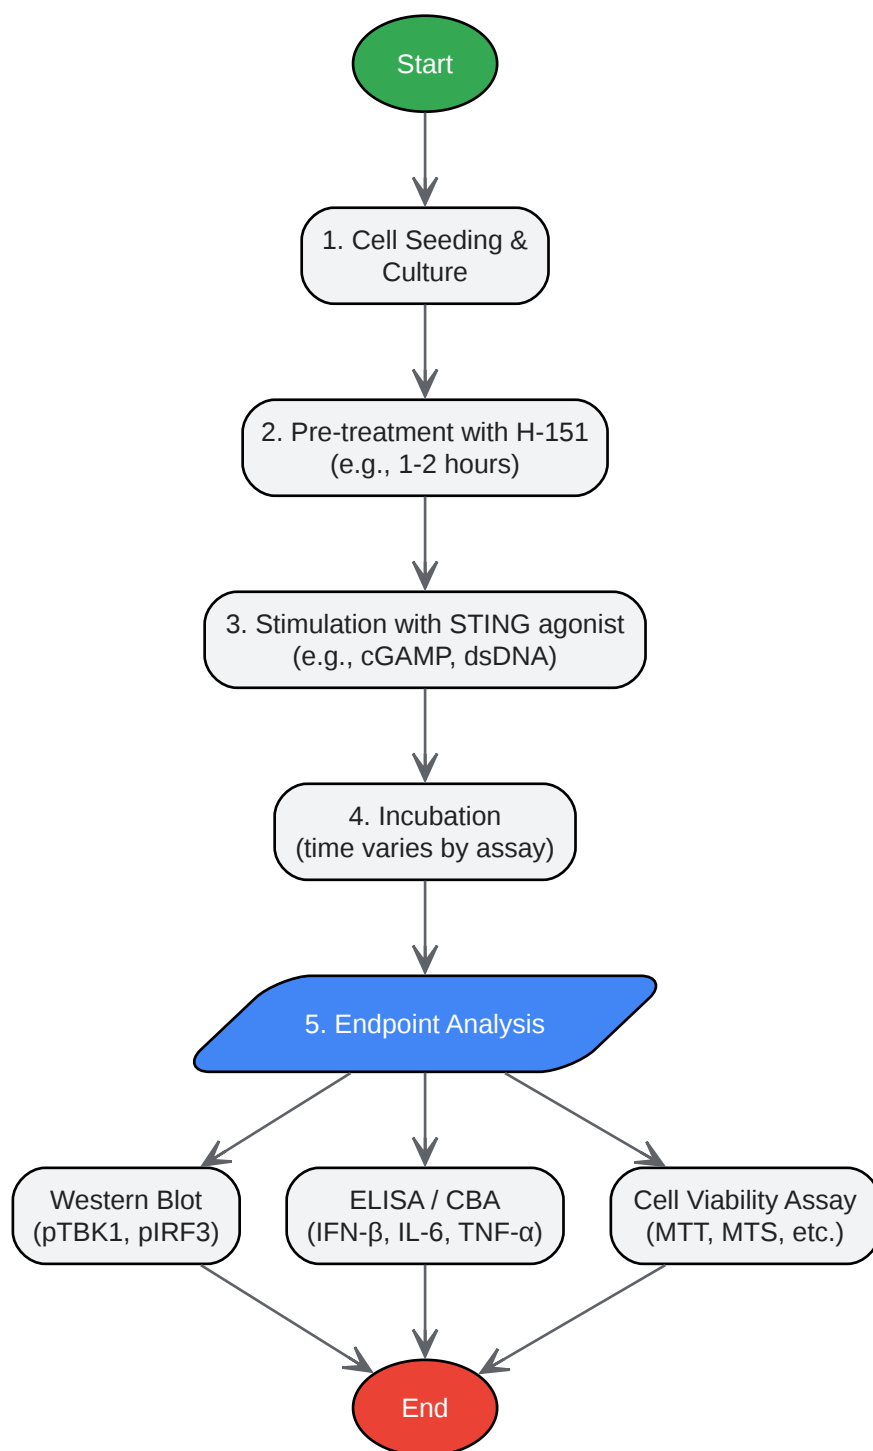 Start
1. Cell Seeding &
Culture
2. Pre-treatment with H-151
(e.g., 1-2 hours)
3. Stimulation with STING agonist
(e.g., cGAMP, dsDNA)
4. Incubation
(time varies by assay)
5. Endpoint Analysis
Western Blot
(pTBK1, pIRF3)
ELISA / CBA
(IFN-β, IL-6, TNF-α)
Cell Viability Assay
(MTT, MTS, etc.)
End